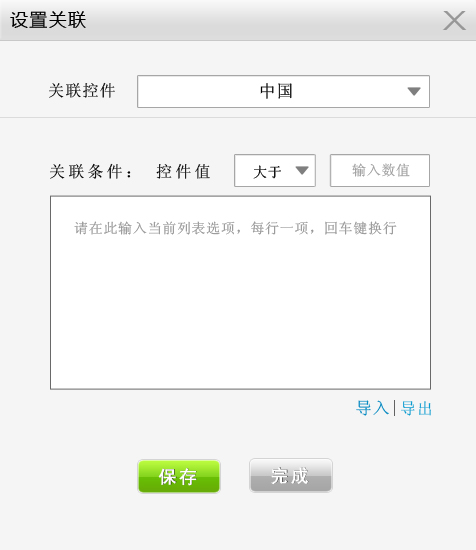 设置关联
关联控件 中国
关联条件： 控件值 大于 输入数值
请在此输入当前列表选项，每行一项，回车键换行
导入|导出
保存 完成